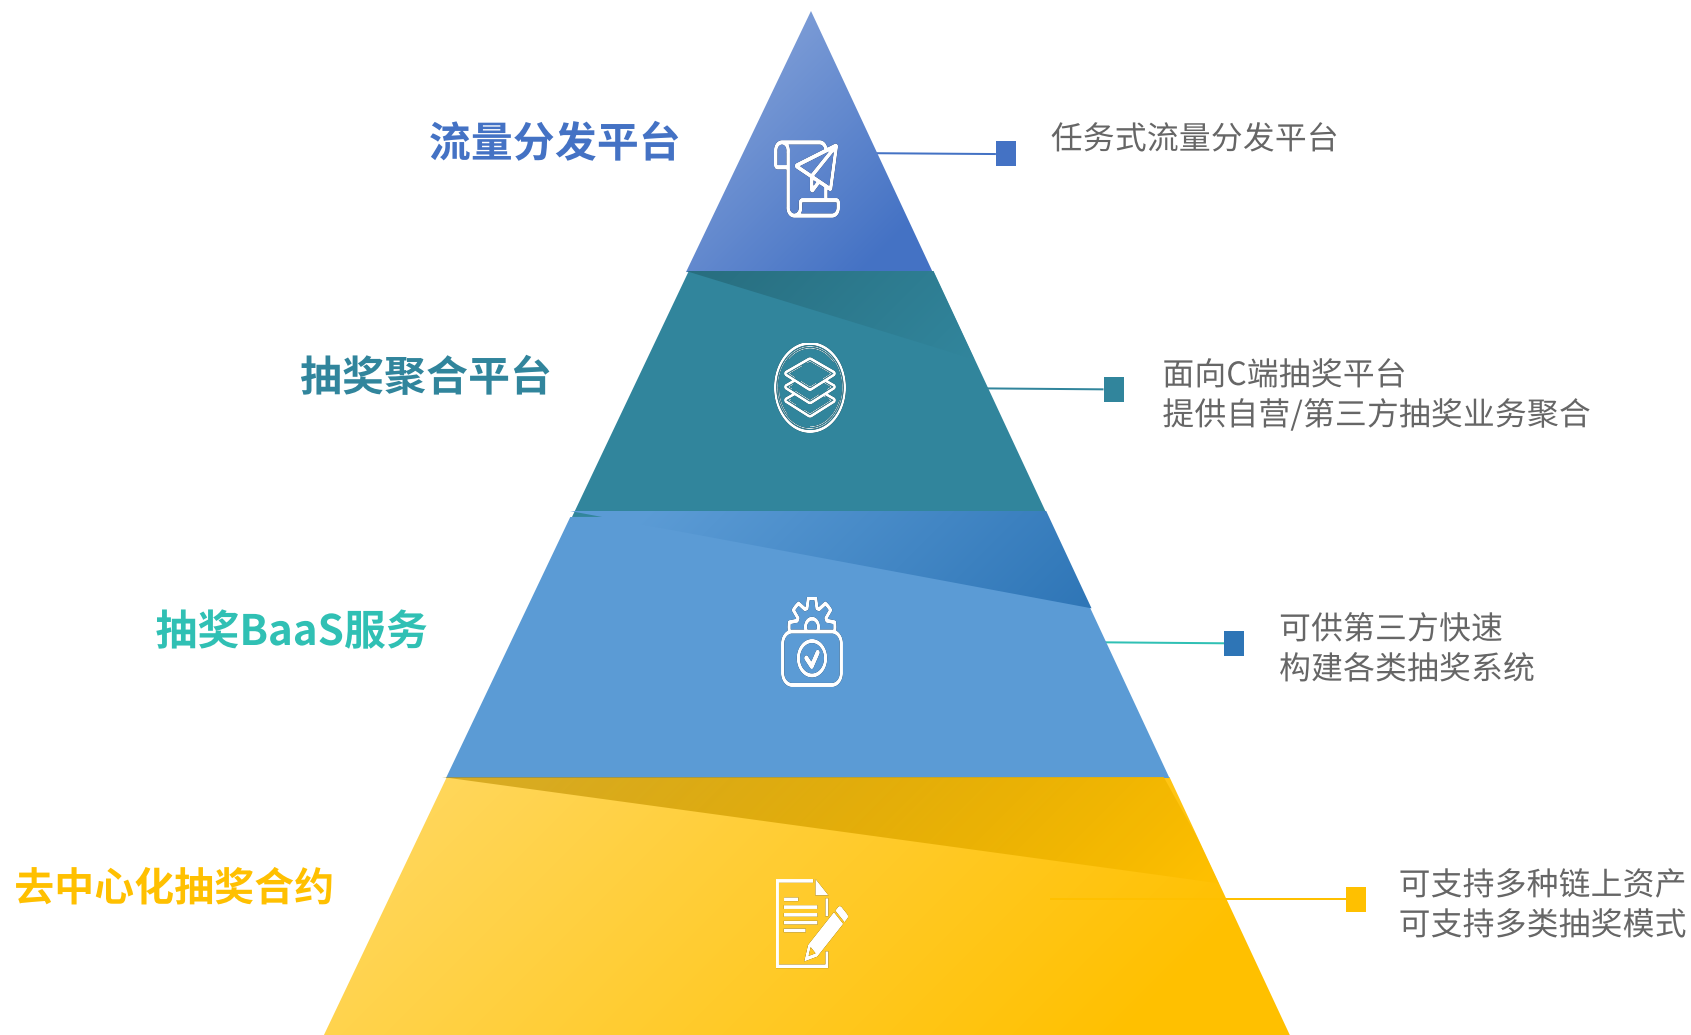 流量分发平台
任务式流量分发平台
抽奖聚合平台
面向C端抽奖平台
提供自营/第三方抽奖业务聚合
抽奖BaaS服务
可供第三方快速
构建各类抽奖系统
去中心化抽奖合约
可支持多种链上资产
可支持多类抽奖模式